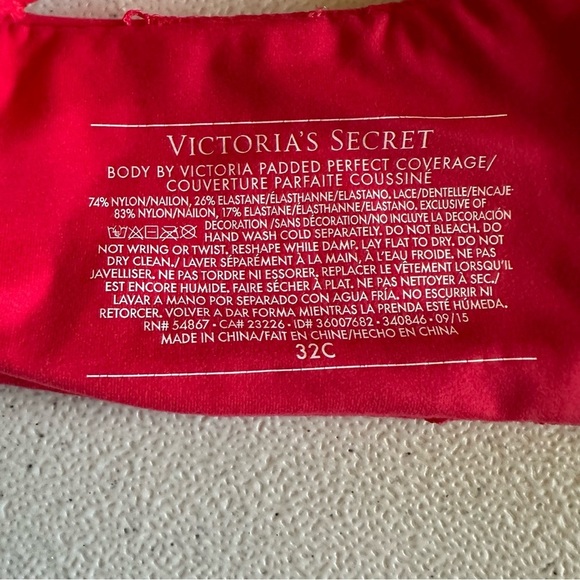 VICTORIA'S SECRET
BODY BY VICTORIA PADDED PERFECT COVERAGE/
COUVERTURE PARFAITE COUSSINÉ
74% NYLON/NAILON, 26% ELASTANE/ÉLASTHANNE/ELASTANO. LACE/DENTELLE/ENCAJE
83% NYLON/NAILON, 17% ELASTANE/ÉLASTHANNE/ELASTANO. EXCLUSIVE OF
DECORATION /SANS DÉCORATION/NO INCLUYE LA DECORACIÓN
HAND WASH COLD SEPARATELY. DO NOT BLEACH. DO
NOT WRING OR TWIST. RESHAPE WHILE DAMP. LAY FLAT TO DRY. DO NOT
DRY CLEAN./ LAVER SÉPARÉMENT À LA MAIN, À L'EAU FROIDE. NE PAS
JAVELLISER. NE PAS TORDRE NI ESSORER. REPLACER LE VÊTEMENT LORSQU'IL
EST ENCORE HUMIDE. FAIRE SÉCHER À PLAT. NE PAS NETTOYER À SEC./
LAVAR A MANO POR SEPARADO CON AGUA FRÍA. NO ESCURRIR NI
RETORCER. VOLVER A DAR FORMA MIENTRAS LA PRENDA ESTÉ HÚMEDA.
RN# 54867 • CA# 23226 • ID# 36007682 • 340846 • 09/15
MADE IN CHINA/FAIT EN CHINE/HECHO EN CHINA
32C